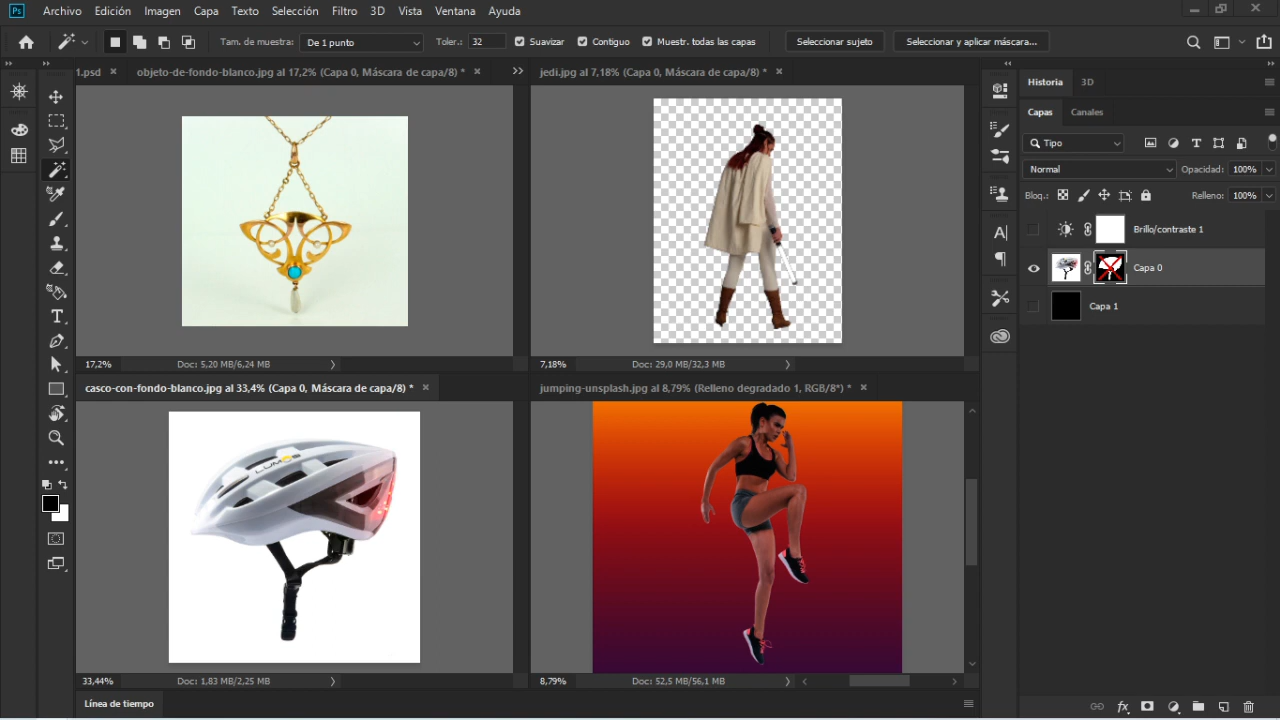 Ps Archivo Edición Imagen Capa Texto Selección Filtro 3D Vista Ventana Ayuda
Tam. de muestra: De 1 punto Toler.: 32 Suavizar Contiguo Muestr. todas las capas Seleccionar sujeto Seleccionar y aplicar máscara...
1.psd × objeto-de-fondo-blanco.jpg al 17,2% (Capa 0, Máscara de capa/8) * ×
jedi.jpg al 7,18% (Capa 0, Máscara de capa/8) * ×
17,2% Doc: 5,20 MB/6,24 MB
7,18% Doc: 29,0 MB/32,3 MB
casco-con-fondo-blanco.jpg al 33,4% (Capa 0, Máscara de capa/8) * ×
jumping-unsplash.jpg al 8,79% (Relleno degradado 1, RGB/8*) * ×
LUMOS
33,44% Doc: 1,83 MB/2,25 MB
8,79% Doc: 52,5 MB/56,1 MB
Línea de tiempo
Historia 3D
Capas Canales
Tipo
Normal Opacidad: 100%
Bloq.: Relleno: 100%
Brillo/contraste 1
Capa 0
Capa 1
fx